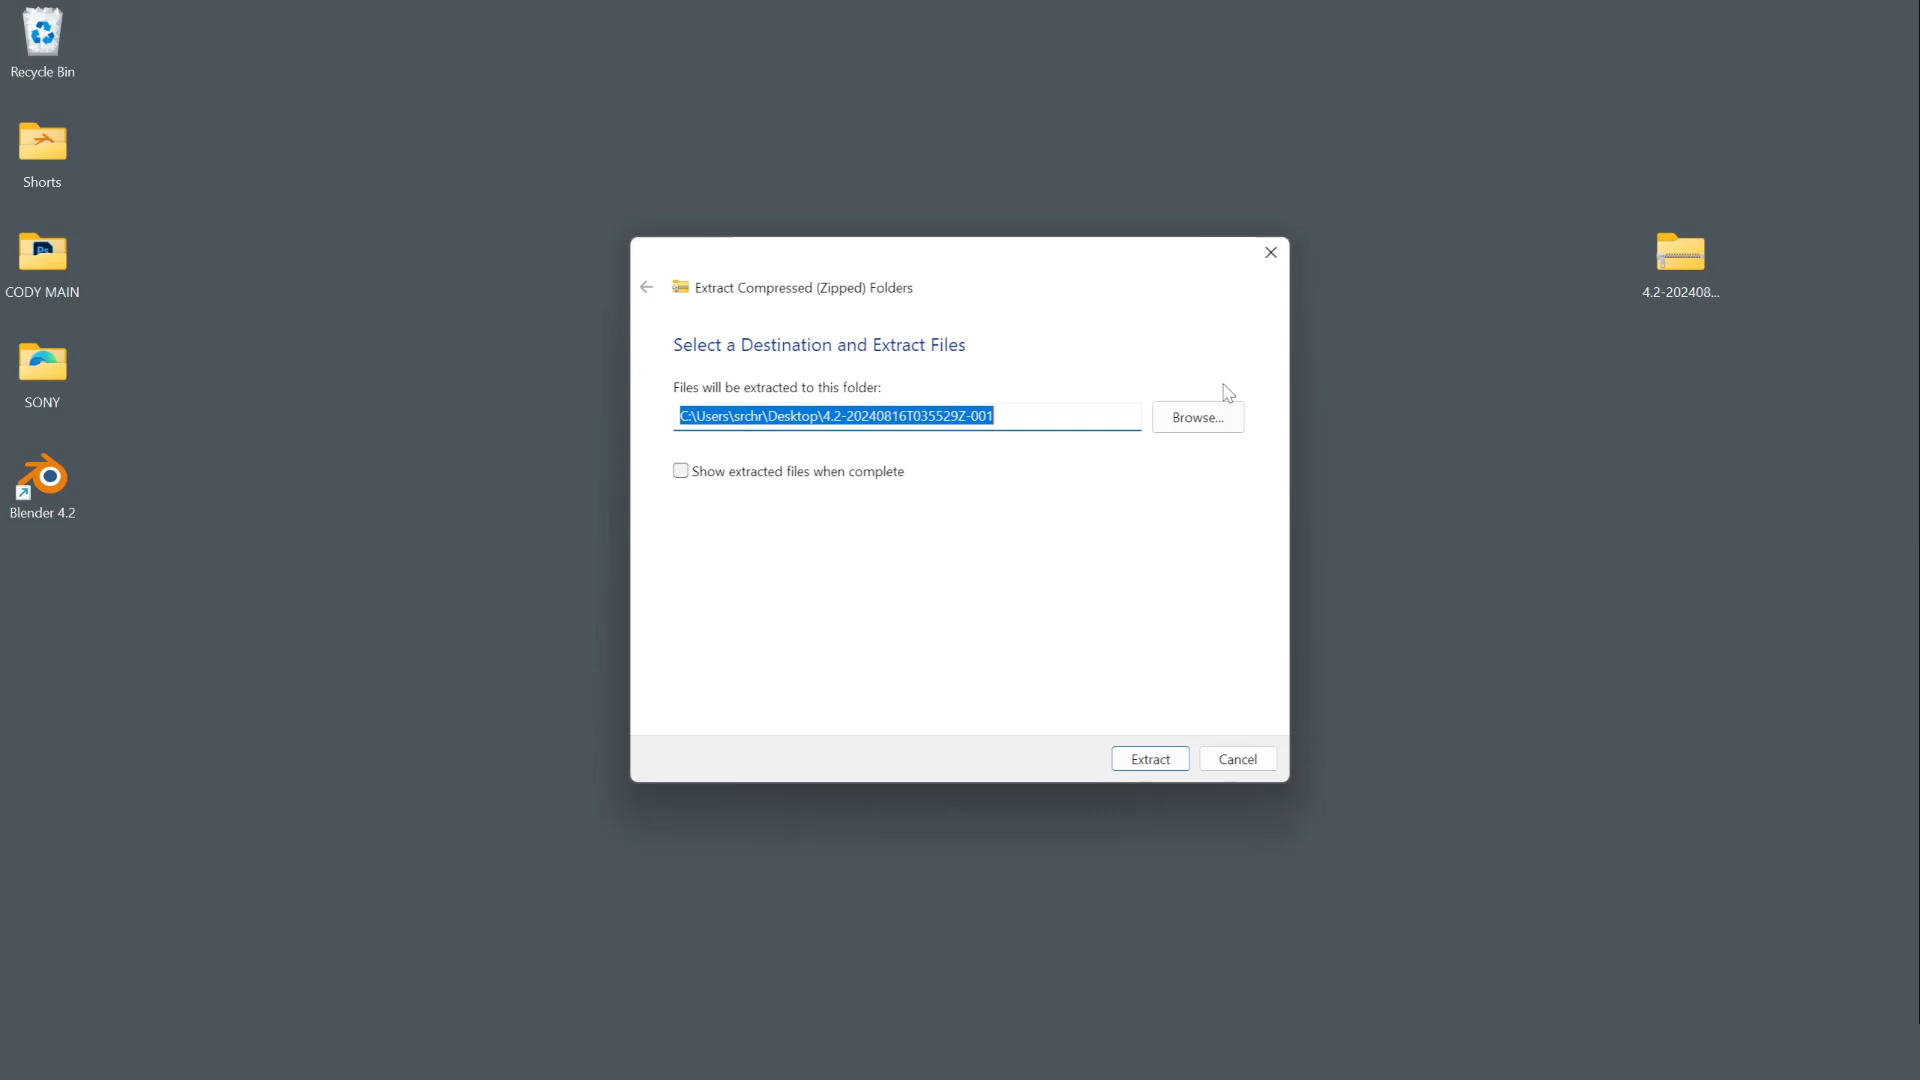 Recycle Bin
Shorts
Ps
CODY MAIN
SONY
Blender 4.2
4.2-202408...
Extract Compressed (Zipped) Folders
Select a Destination and Extract Files
Files will be extracted to this folder:
C:\Users\srchr\Desktop\4.2-20240816T035529Z-001
Browse...
Show extracted files when complete
Extract
Cancel